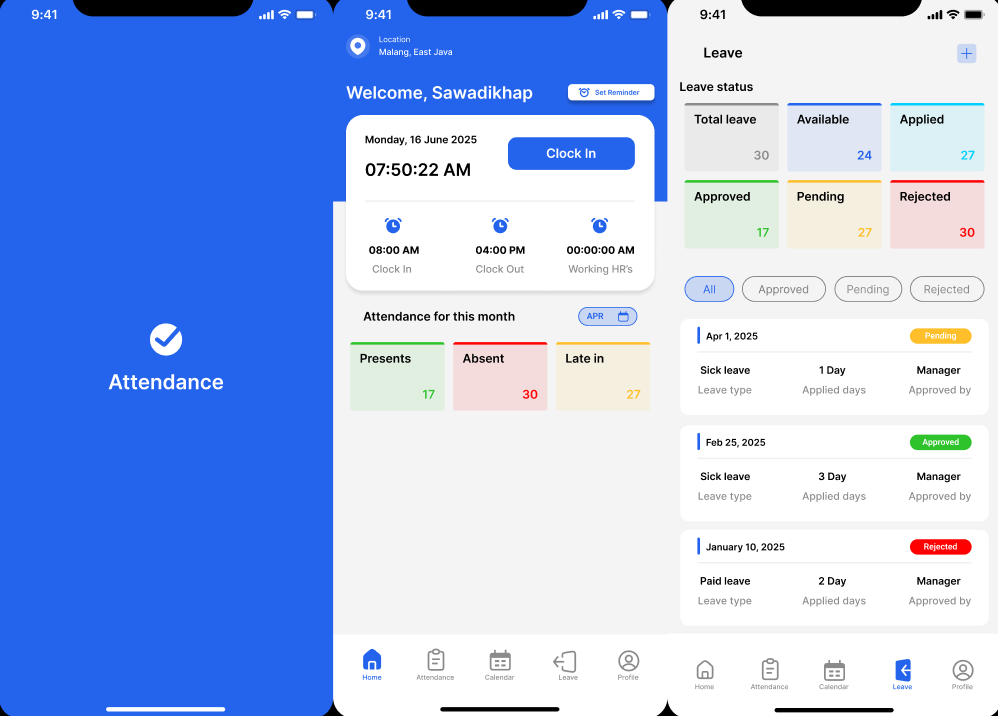 9:41
Attendance
9:41
Location
Malang, East Java
Welcome, Sawadikhap
Set Reminder
Monday, 16 June 2025
07:50:22 AM
Clock In
08:00 AM
04:00 PM
00:00:00 AM
Clock In
Clock Out
Working HR's
Attendance for this month
APR
Presents
Absent
Late in
17
30
27
Home
Attendance
Calendar
Leave
Profile
9:41
Leave
Leave status
Total leave
Available
Applied
30
24
27
Approved
Pending
Rejected
17
27
30
All
Approved
Pending
Rejected
Apr 1, 2025
Pending
Sick leave
1 Day
Manager
Leave type
Applied days
Approved by
Feb 25, 2025
Approved
Sick leave
3 Day
Manager
Leave type
Applied days
Approved by
January 10, 2025
Rejected
Paid leave
2 Day
Manager
Leave type
Applied days
Approved by
Home
Attendance
Calendar
Leave
Profile